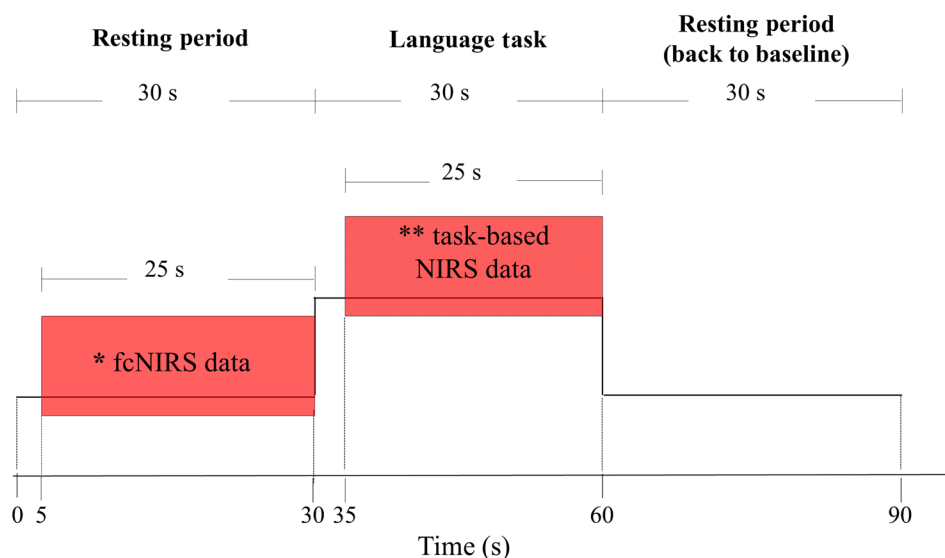 Resting period
Language task
Resting period
(back to baseline)
30 s
30 s
30 s
25 s
** task-based
NIRS data
25 s
* fcNIRS data
0 5 30 35 60 90
Time (s)